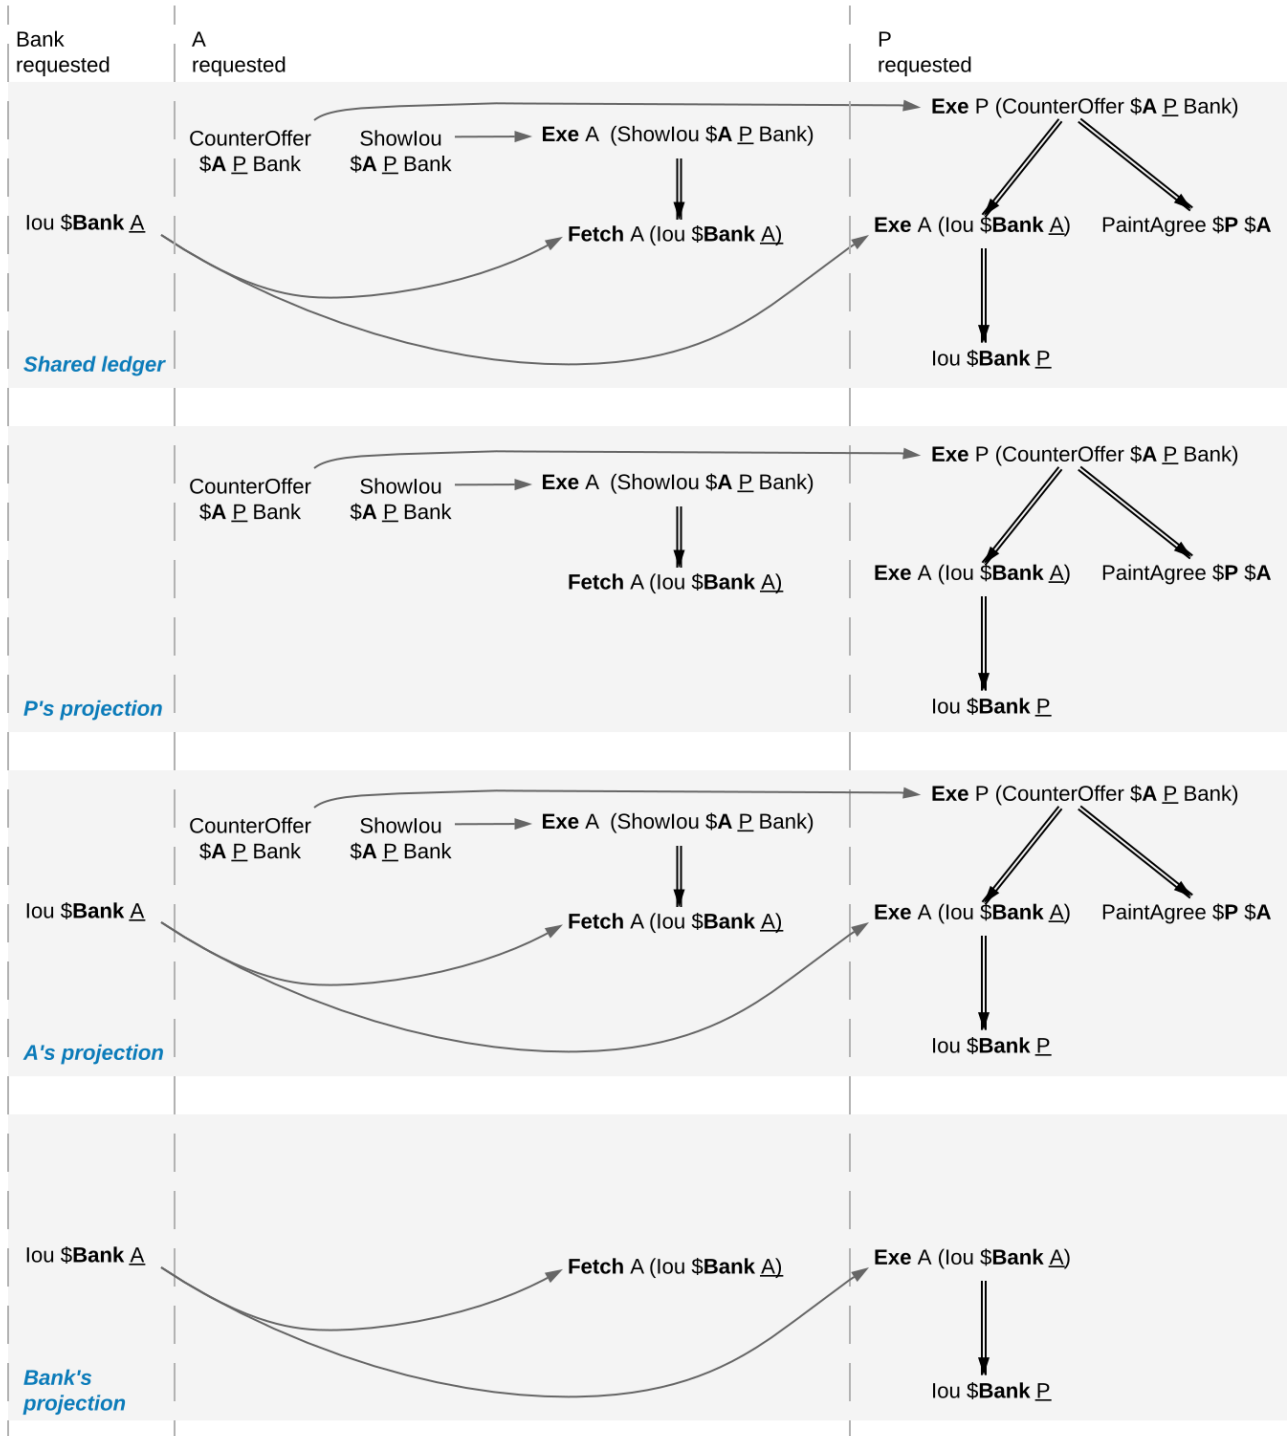 Bank
requested
A
requested
P
requested
Exe P (CounterOffer $A P Bank)
CounterOffer
$A P Bank
ShowIou
$A P Bank
Exe A (ShowIou $A P Bank)
Iou $Bank A
Fetch A (Iou $Bank A)
Exe A (Iou $Bank A)
PaintAgree $P $A
Iou $Bank P
Shared ledger
Exe P (CounterOffer $A P Bank)
CounterOffer
$A P Bank
ShowIou
$A P Bank
Exe A (ShowIou $A P Bank)
Fetch A (Iou $Bank A)
Exe A (Iou $Bank A)
PaintAgree $P $A
Iou $Bank P
P's projection
Exe P (CounterOffer $A P Bank)
CounterOffer
$A P Bank
ShowIou
$A P Bank
Exe A (ShowIou $A P Bank)
Iou $Bank A
Fetch A (Iou $Bank A)
Exe A (Iou $Bank A)
PaintAgree $P $A
Iou $Bank P
A's projection
Iou $Bank A
Fetch A (Iou $Bank A)
Exe A (Iou $Bank A)
Iou $Bank P
Bank's
projection